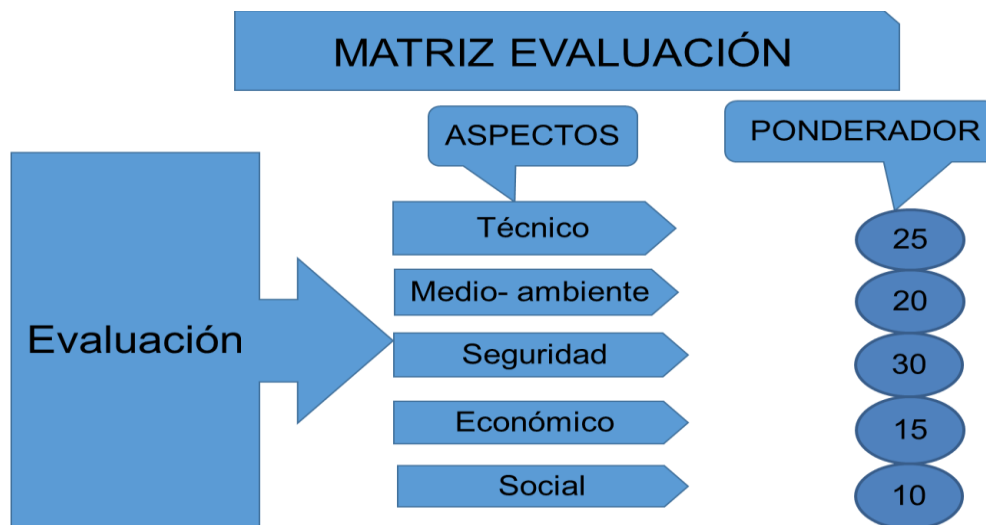 MATRIZ EVALUACIÓN
ASPECTOS
PONDERADOR
Evaluación
Técnico
25
Medio- ambiente
20
Seguridad
30
Económico
15
Social
10